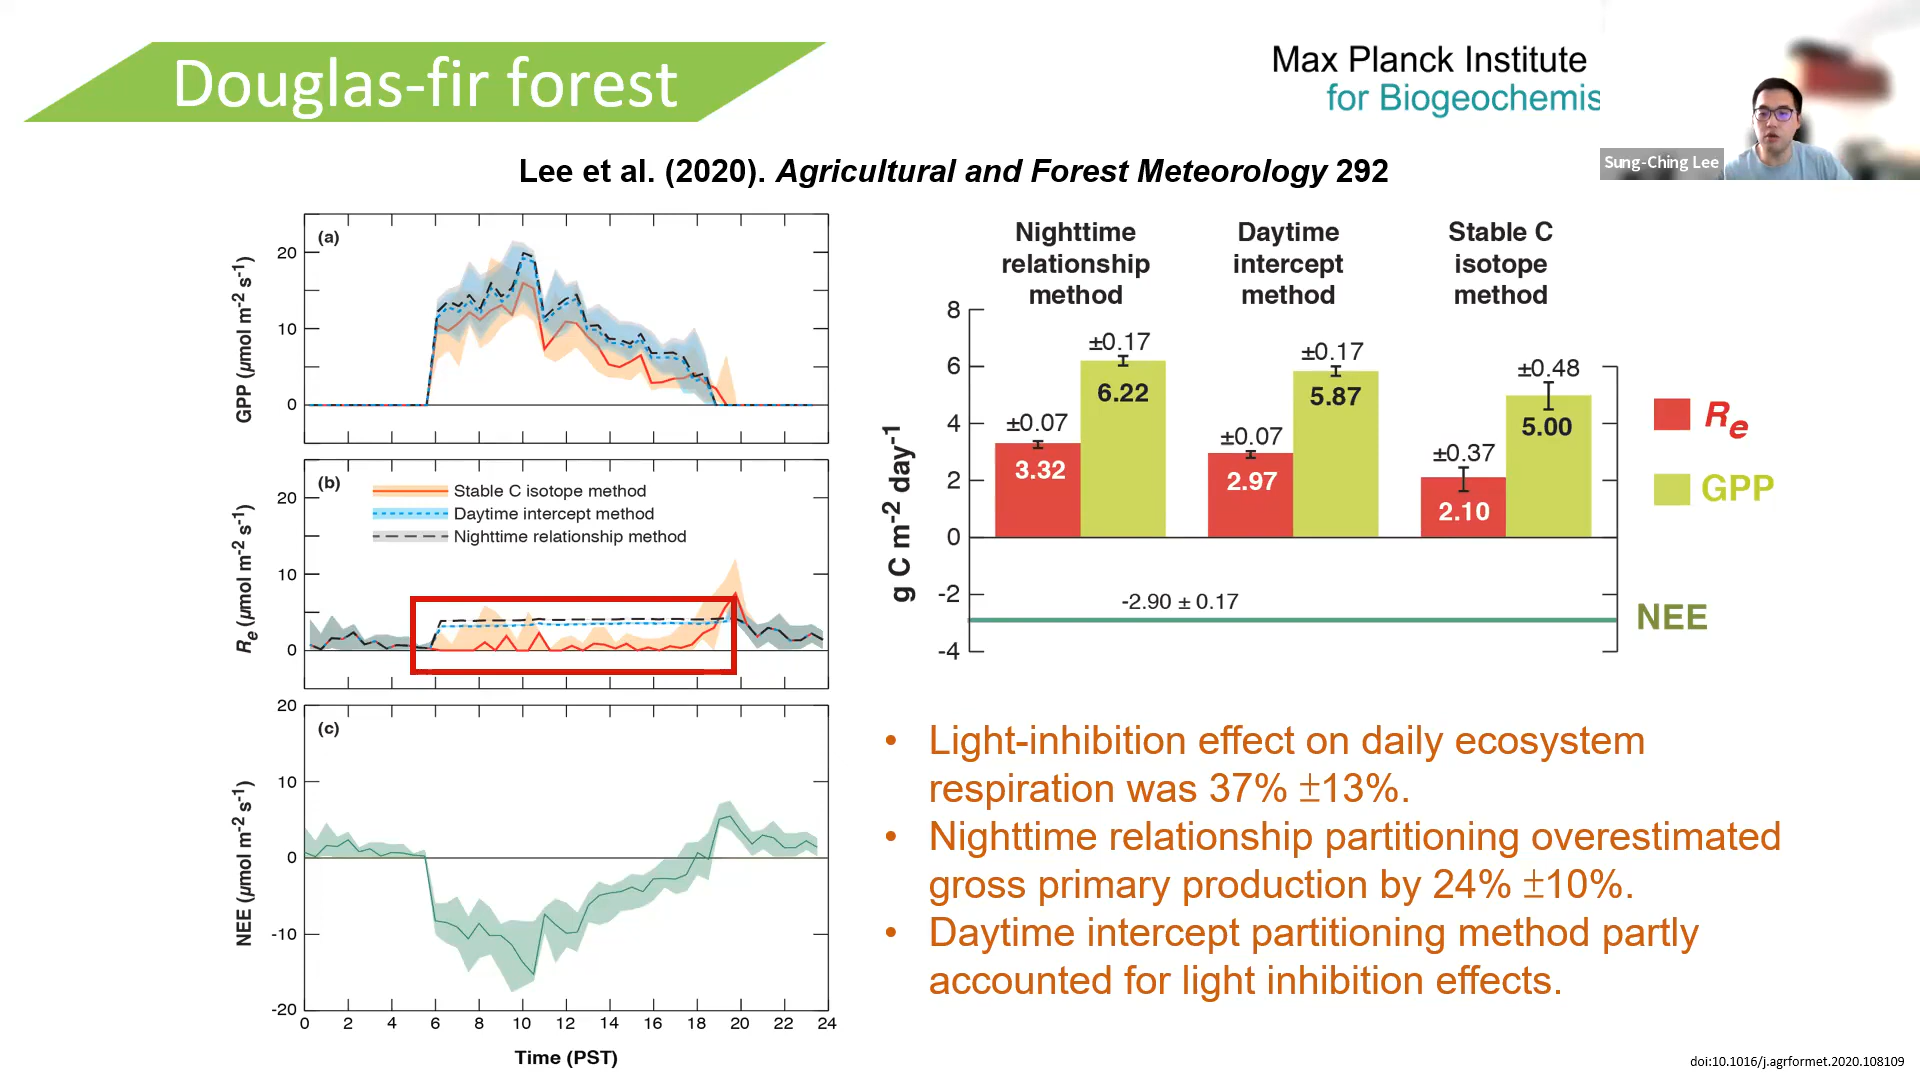 Douglas-fir forest
Max Planck Institute
for Biogeochemis
Sung-Ching Lee
Lee et al. (2020). Agricultural and Forest Meteorology 292
(a)
GPP (μmol m-2 s-1)
20
10
0
(b)
Re (μmol m-2 s-1)
20
10
0
Stable C isotope method
Daytime intercept method
Nighttime relationship method
(c)
NEE (μmol m-2 s-1)
20
10
0
-10
-20
0 2 4 6 8 10 12 14 16 18 20 22 24
Time (PST)
Nighttime
relationship
method
Daytime
intercept
method
Stable C
isotope
method
g C m-2 day-1
8
6
4
2
0
-2
-4
±0.07
3.32
±0.17
6.22
±0.07
2.97
±0.17
5.87
±0.37
2.10
±0.48
5.00
-2.90 ± 0.17
Re
GPP
NEE
• Light-inhibition effect on daily ecosystem
respiration was 37% ±13%.
• Nighttime relationship partitioning overestimated
gross primary production by 24% ±10%.
• Daytime intercept partitioning method partly
accounted for light inhibition effects.
doi:10.1016/j.agrformet.2020.108109